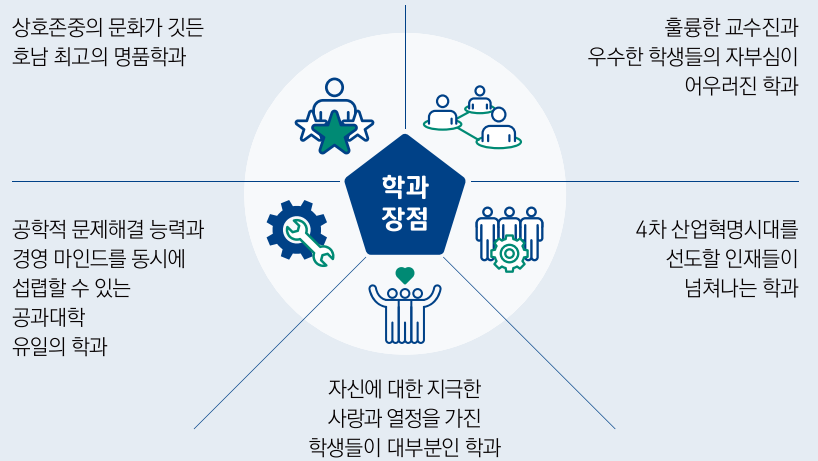 상호존중의 문화가 깃든
호남 최고의 명품학과
훌륭한 교수진과
우수한 학생들의 자부심이
어우러진 학과
학과
장점
공학적 문제해결 능력과
경영 마인드를 동시에
섭렵할 수 있는
공과대학
유일의 학과
4차 산업혁명시대를
선도할 인재들이
넘쳐나는 학과
자신에 대한 지극한
사랑과 열정을 가진
학생들이 대부분인 학과